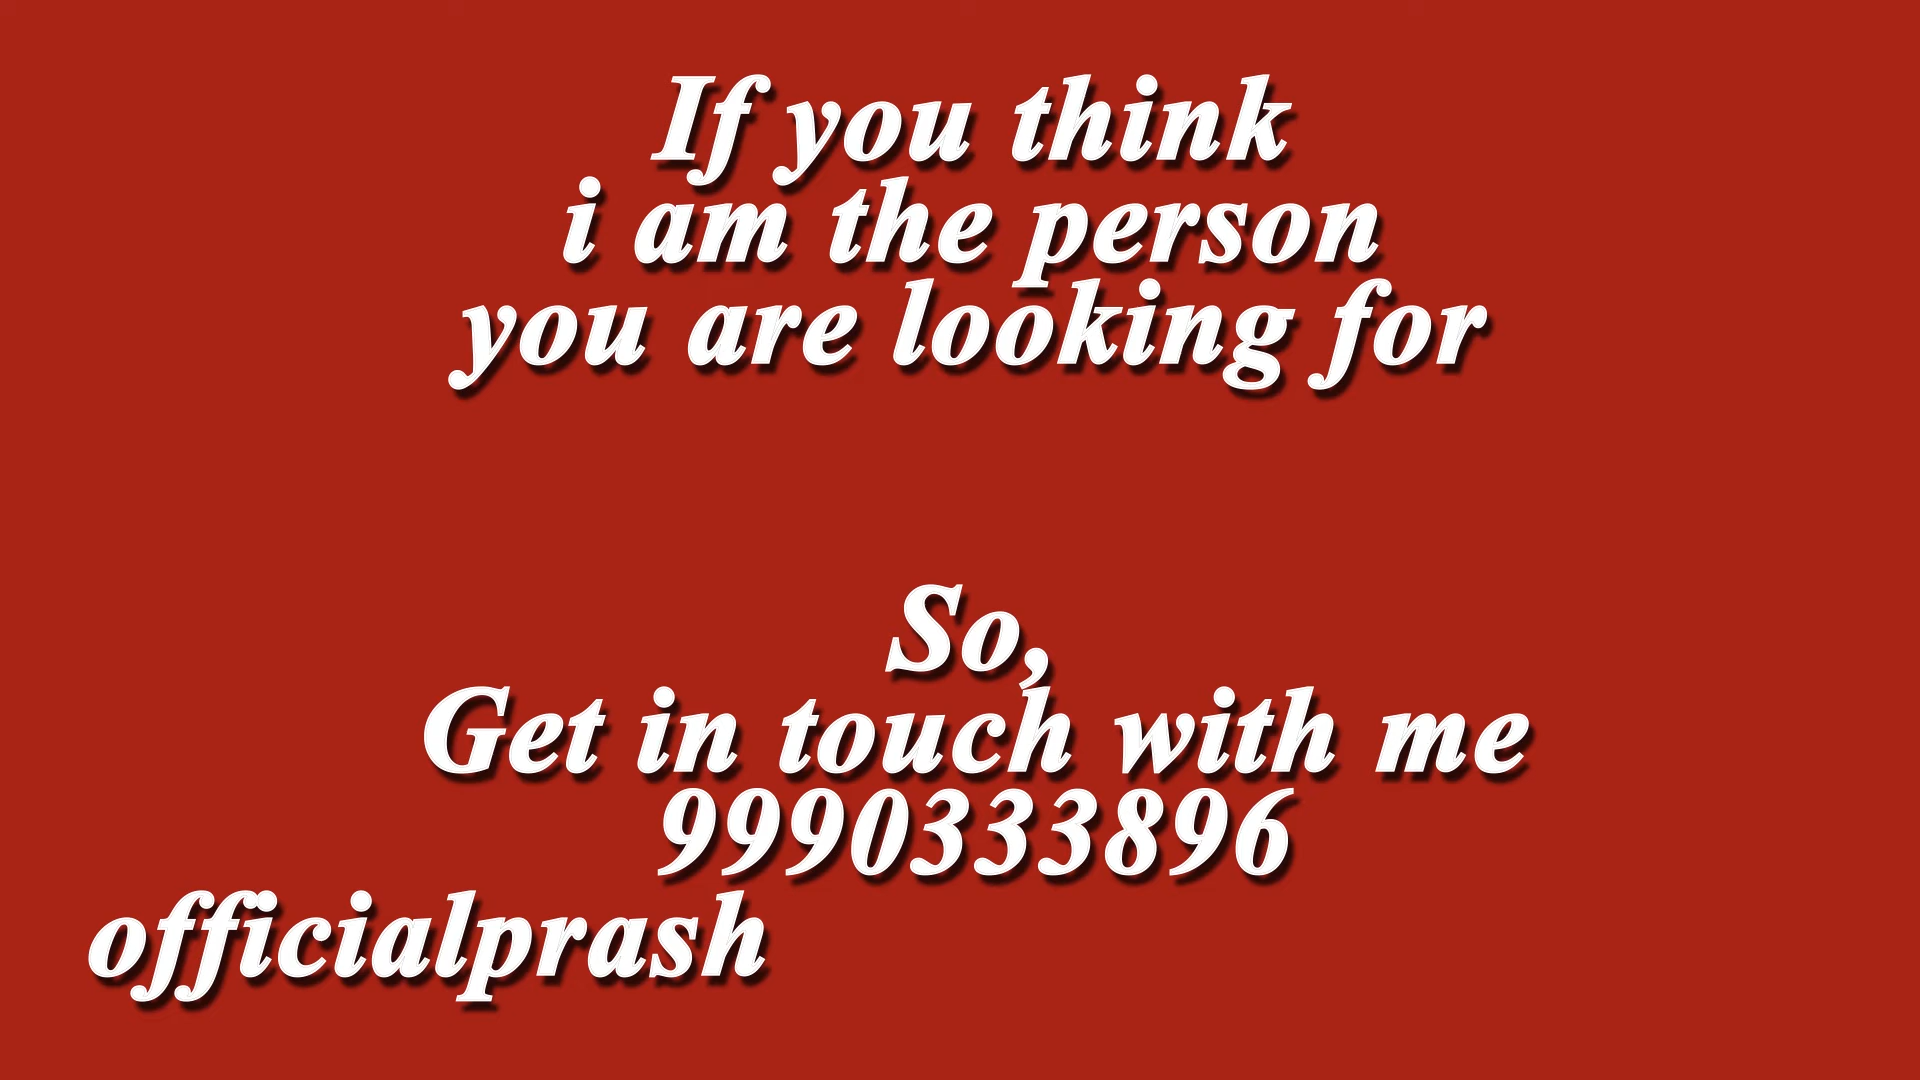 If you think
i am the person
you are looking for
So,
Get in touch with me
9990333896
officialprash